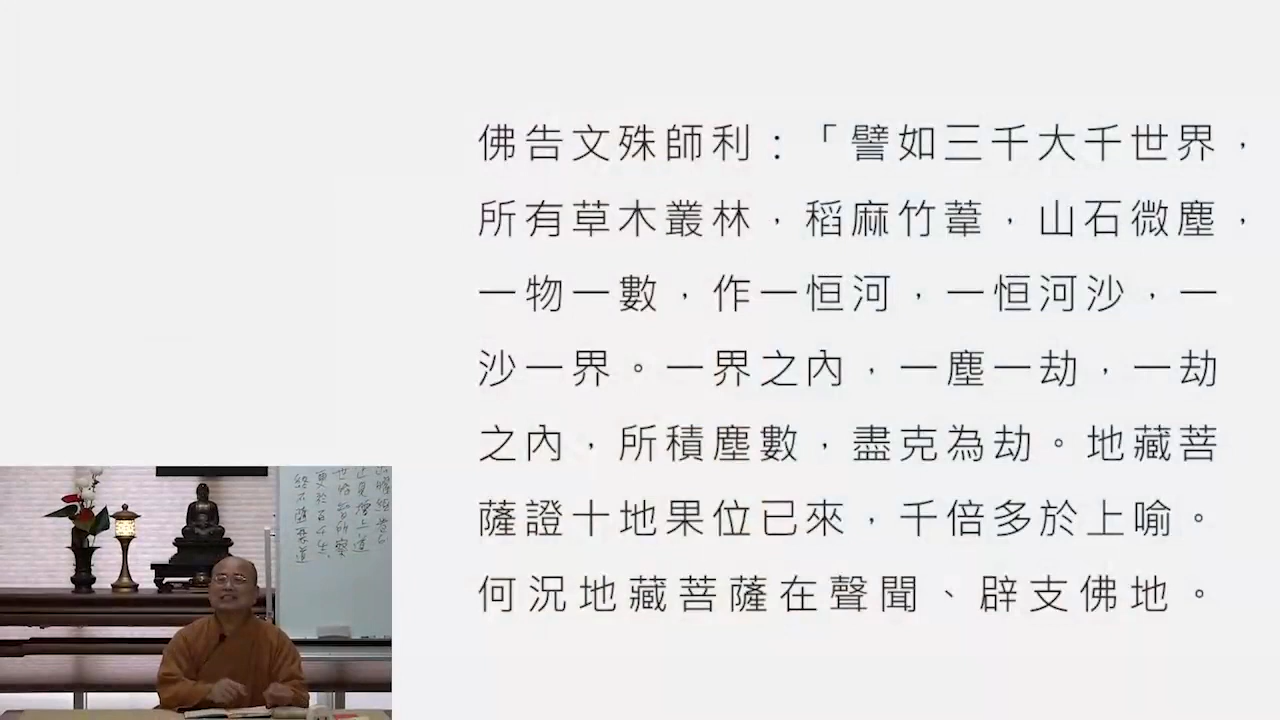 佛告文殊師利：「譬如三千大千世界，
所有草木叢林，稻麻竹葦，山石微塵，
一物一數，作一恒河，一恒河沙，一
沙一界。一界之內，一塵一劫，一劫
之內，所積塵數，盡克為劫。地藏菩
薩證十地果位已來，千倍多於上喻。
何況地藏菩薩在聲聞、辟支佛地。